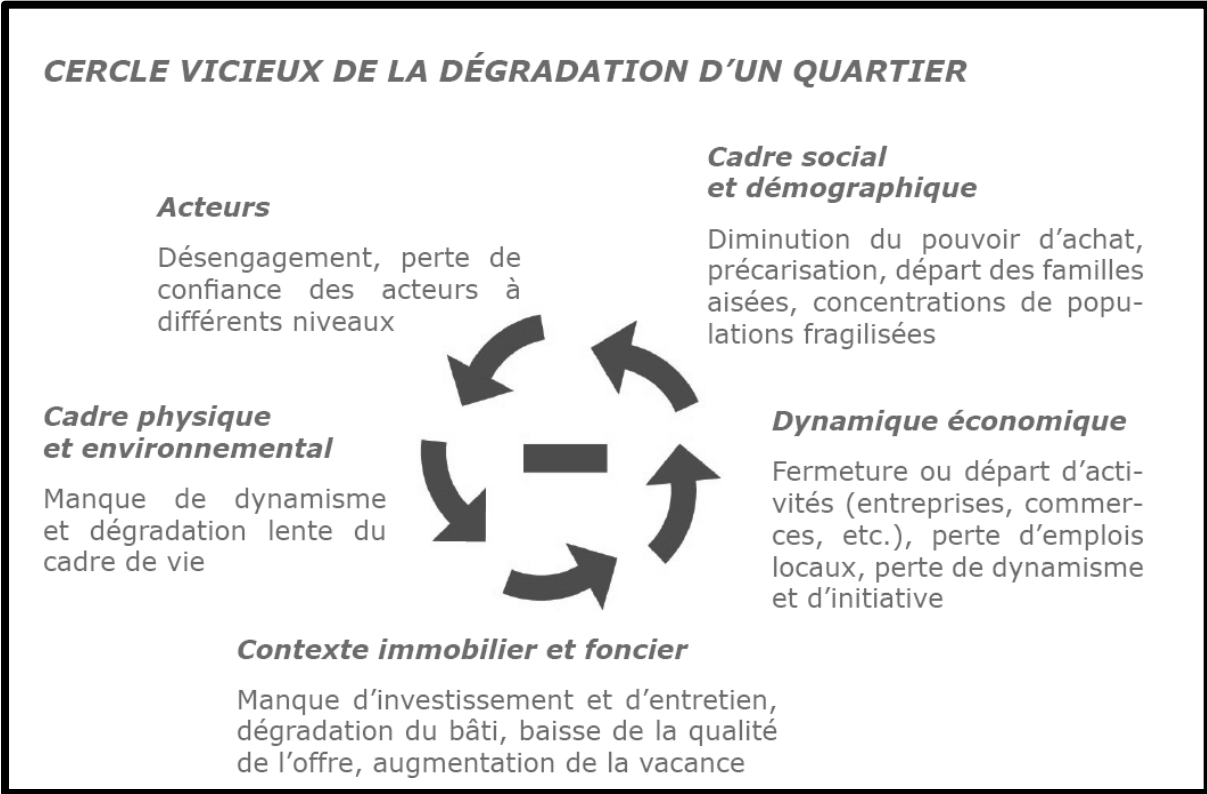 CERCLE VICIEUX DE LA DÉGRADATION D’UN QUARTIER
Acteurs
Désengagement, perte de
confiance des acteurs à
différents niveaux
Cadre social
et démographique
Diminution du pouvoir d’achat,
précarisation, départ des familles
aisées, concentrations de popu-
lations fragilisées
Cadre physique
et environnemental
Manque de dynamisme
et dégradation lente du
cadre de vie
Dynamique économique
Fermeture ou départ d’acti-
vités (entreprises, commer-
ces, etc.), perte d’emplois
locaux, perte de dynamisme
et d’initiative
Contexte immobilier et foncier
Manque d’investissement et d’entretien,
dégradation du bâti, baisse de la qualité
de l’offre, augmentation de la vacance